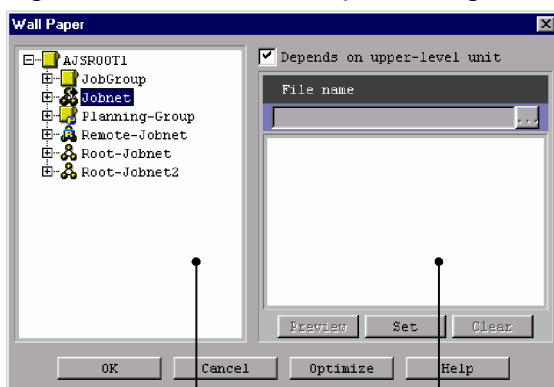 Wall Paper
AJSROOT1
JobGroup
Jobnet
Planning-Group
Remote-Jobnet
Root-Jobnet
Root-Jobnet2
Depends on upper-level unit
File name
...
Preview Set Clear
OK Cancel Optimize Help